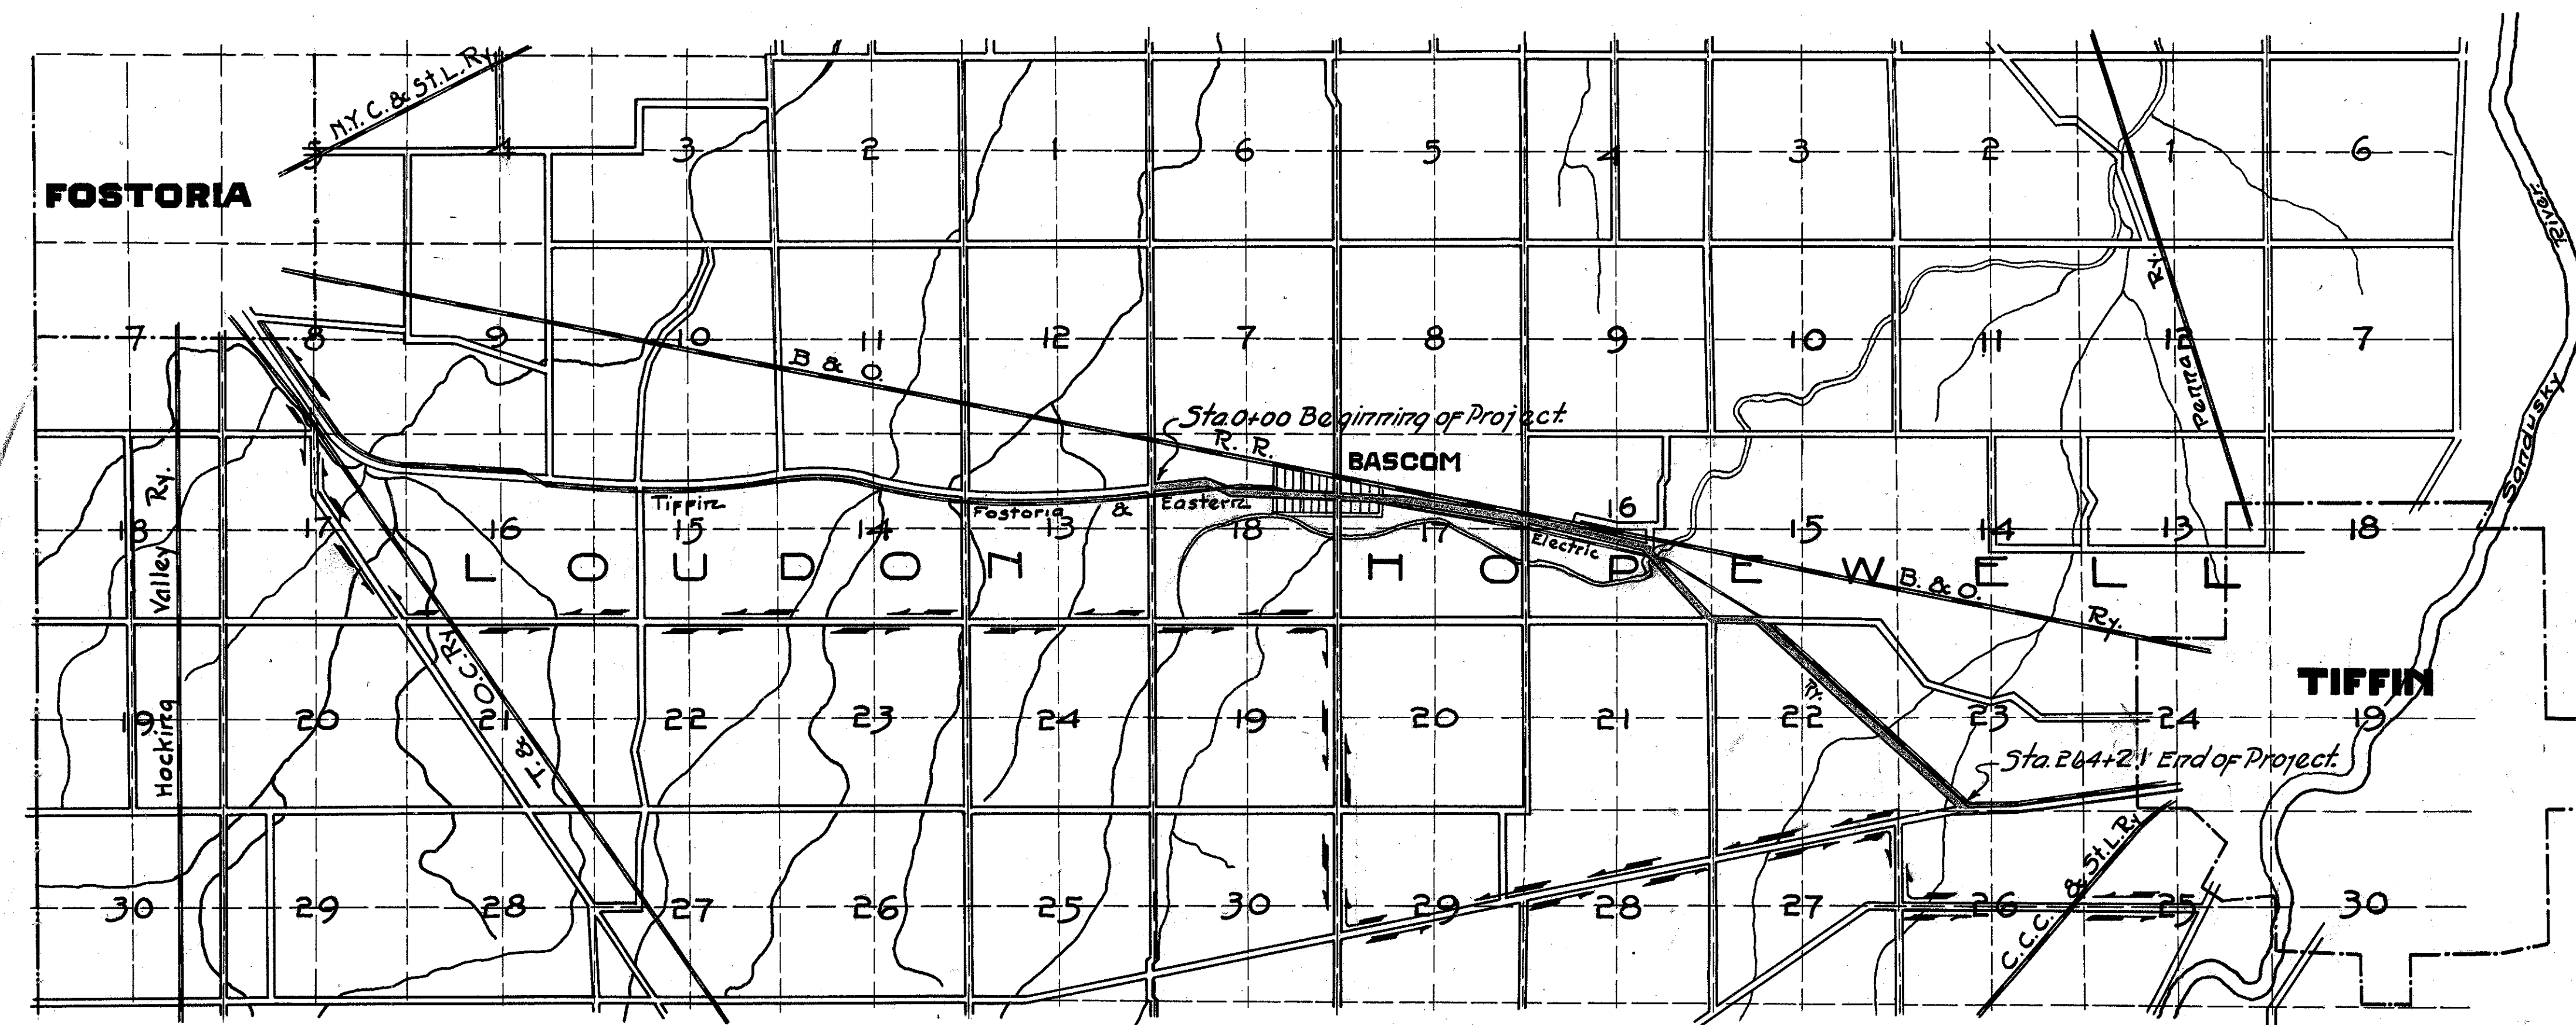 N.Y.C. & St.L. Ry.
5 4 3 2 1 6 5 4 3 2 1 6
FOSTORIA
River.
7 8 9 10 11 12 7 8 9 10 11 7
Ry.
B & O.
Pennal
Sta.0+00 Beginning of Project.
R. R.
BASCOM
Sandusky
Ry.
18 17 16 15 14 13 18 17 16 15 14 13 18
Tiffin Fostoria & Eastern Electric Ry.
Valley
LOUDON HOPEWELL
B. & O. Ry.
TIFFIN
19 20 21 22 23 24 19 20 21 22 23 24 19
Hocking
T. & O.C. Ry
Sta. 264+21 End of Project.
C.C.C. & St.L. Ry
30 29 28 27 26 25 30 29 28 27 26 25 30